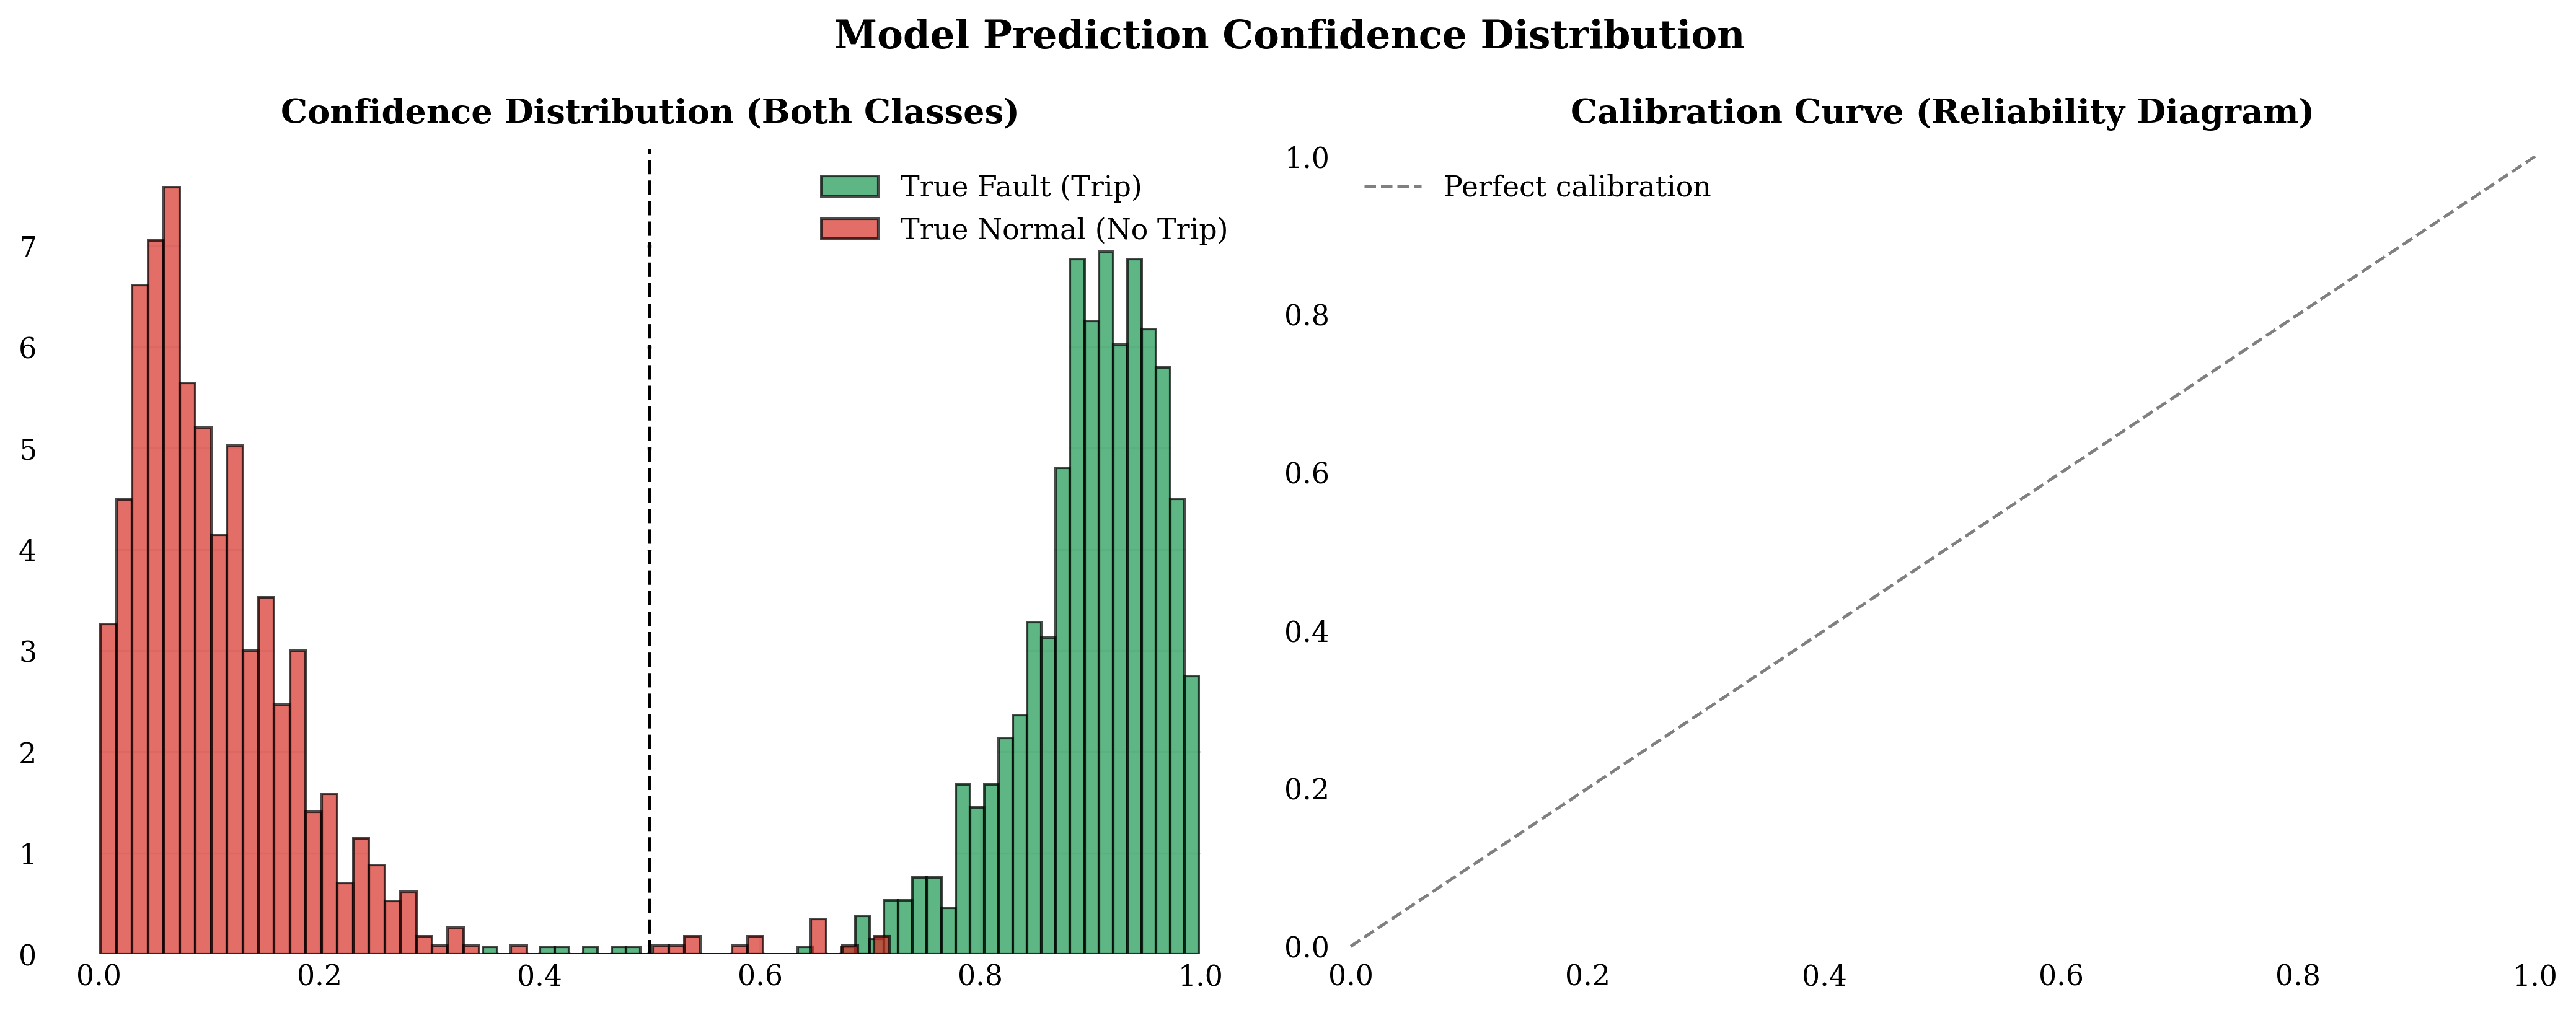 Model Prediction Confidence Distribution
Confidence Distribution (Both Classes)
True Fault (Trip)
True Normal (No Trip)
7
6
5
4
3
2
1
0
0.0 0.2 0.4 0.6 0.8 1.0
Calibration Curve (Reliability Diagram)
Perfect calibration
1.0
0.8
0.6
0.4
0.2
0.0
0.0 0.2 0.4 0.6 0.8 1.0